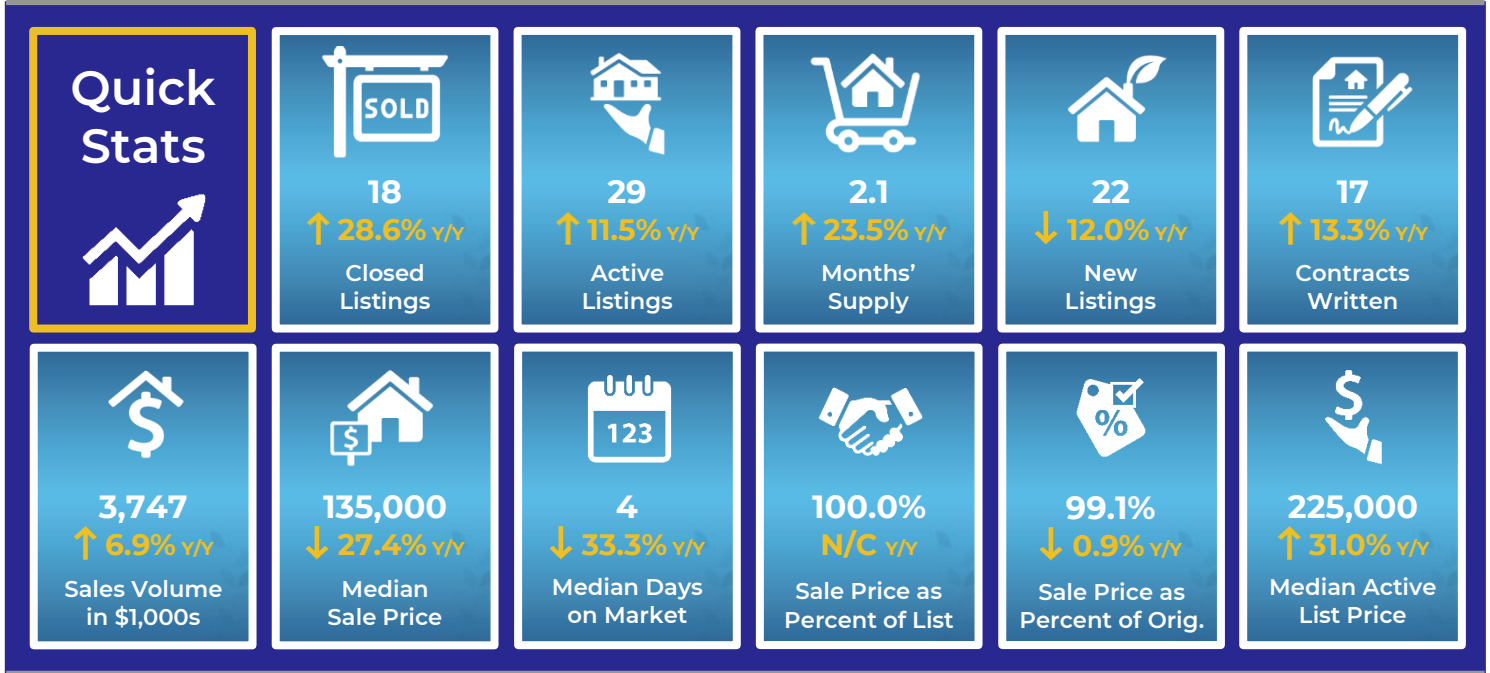 Quick
Stats
SOLD
18
↑ 28.6% Y/Y
Closed
Listings
29
↑ 11.5% Y/Y
Active
Listings
2.1
↑ 23.5% Y/Y
Months’
Supply
22
↓ 12.0% Y/Y
New
Listings
17
↑ 13.3% Y/Y
Contracts
Written
$
3,747
↑ 6.9% Y/Y
Sales Volume
in $1,000s
$
135,000
↓ 27.4% Y/Y
Median
Sale Price
123
4
↓ 33.3% Y/Y
Median Days
on Market
100.0%
N/C Y/Y
Sale Price as
Percent of List
%
99.1%
↓ 0.9% Y/Y
Sale Price as
Percent of Orig.
$
225,000
↑ 31.0% Y/Y
Median Active
List Price